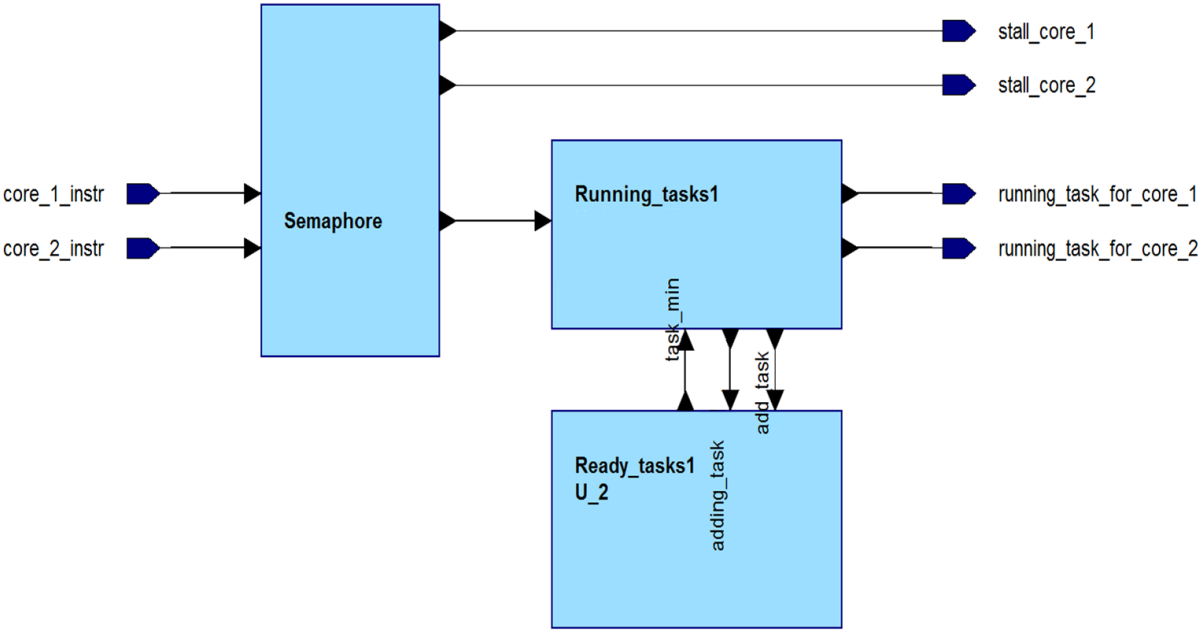 stall_core_1
stall_core_2
core_1_instr
core_2_instr
Semaphore
Running_tasks1
running_task_for_core_1
running_task_for_core_2
task_min
add_task
adding_task
Ready_tasks1
U_2